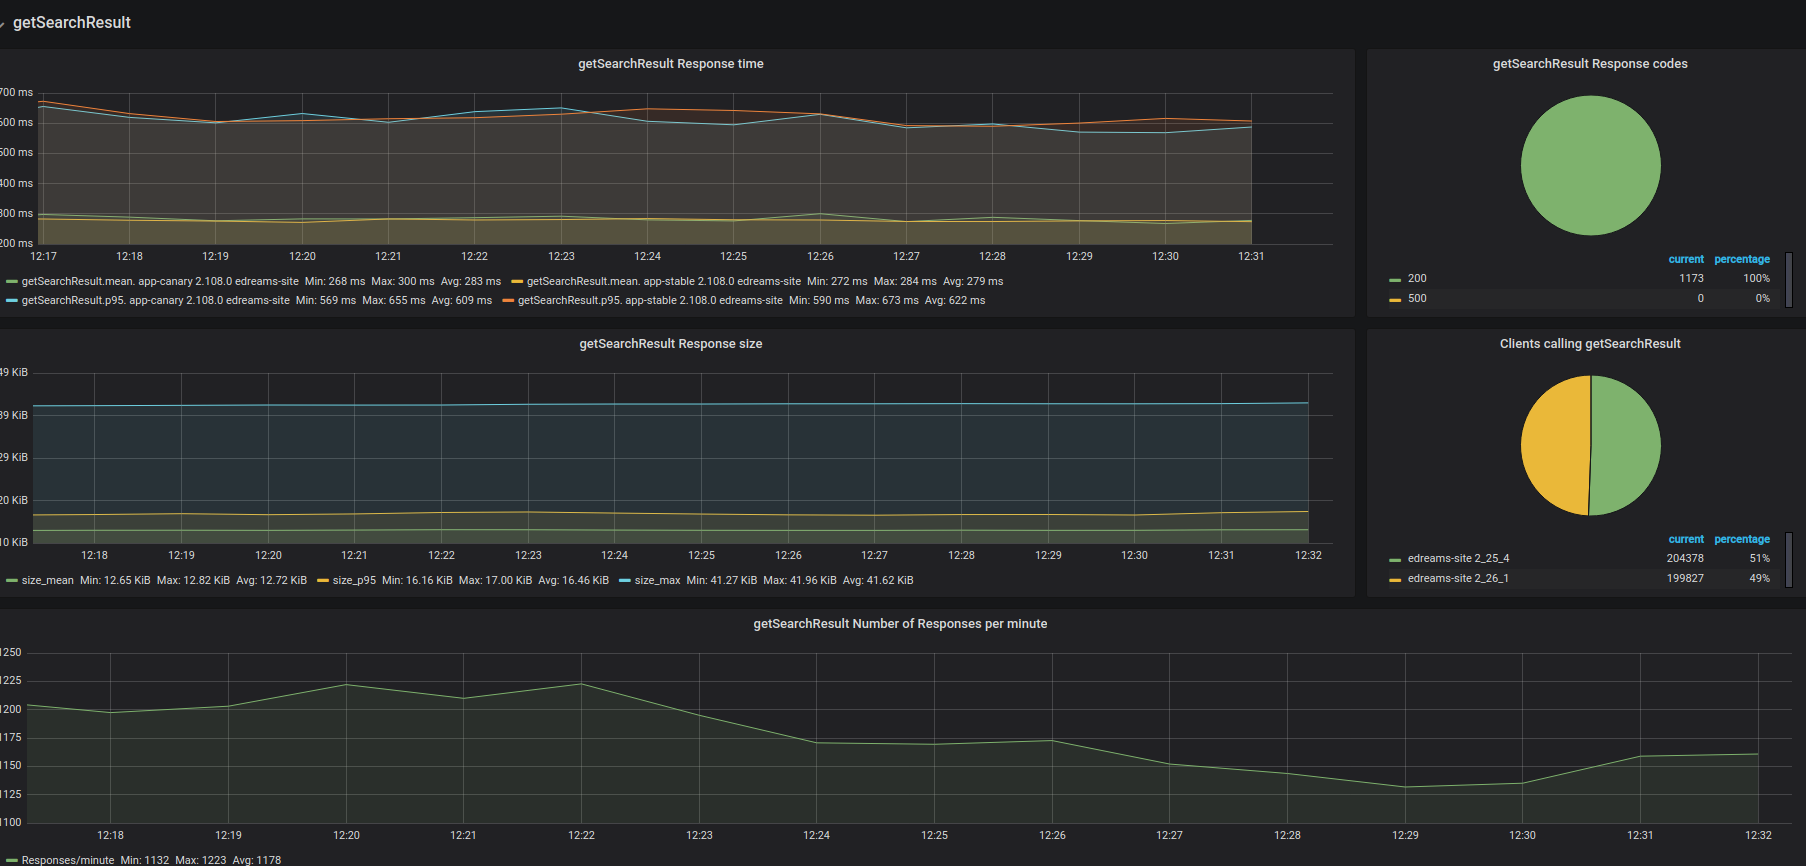 getSearchResult
getSearchResult Response time
700 ms
600 ms
500 ms
400 ms
300 ms
200 ms
12:17 12:18 12:19 12:20 12:21 12:22 12:23 12:24 12:25 12:26 12:27 12:28 12:29 12:30 12:31
getSearchResult.mean. app-canary 2.108.0 edreams-site Min: 268 ms Max: 300 ms Avg: 283 ms getSearchResult.mean. app-stable 2.108.0 edreams-site Min: 272 ms Max: 284 ms Avg: 279 ms
getSearchResult.p95. app-canary 2.108.0 edreams-site Min: 569 ms Max: 655 ms Avg: 609 ms getSearchResult.p95. app-stable 2.108.0 edreams-site Min: 590 ms Max: 673 ms Avg: 622 ms
getSearchResult Response codes
current percentage
200 1173 100%
500 0 0%
getSearchResult Response size
49 KiB
39 KiB
29 KiB
20 KiB
10 KiB
12:18 12:19 12:20 12:21 12:22 12:23 12:24 12:25 12:26 12:27 12:28 12:29 12:30 12:31 12:32
size_mean Min: 12.65 KiB Max: 12.82 KiB Avg: 12.72 KiB size_p95 Min: 16.16 KiB Max: 17.00 KiB Avg: 16.46 KiB size_max Min: 41.27 KiB Max: 41.96 KiB Avg: 41.62 KiB
Clients calling getSearchResult
current percentage
edreams-site 2_25_4 204378 51%
edreams-site 2_26_1 199827 49%
getSearchResult Number of Responses per minute
1250
1225
1200
1175
1150
1125
1100
12:18 12:19 12:20 12:21 12:22 12:23 12:24 12:25 12:26 12:27 12:28 12:29 12:30 12:31 12:32
Responses/minute Min: 1132 Max: 1223 Avg: 1178